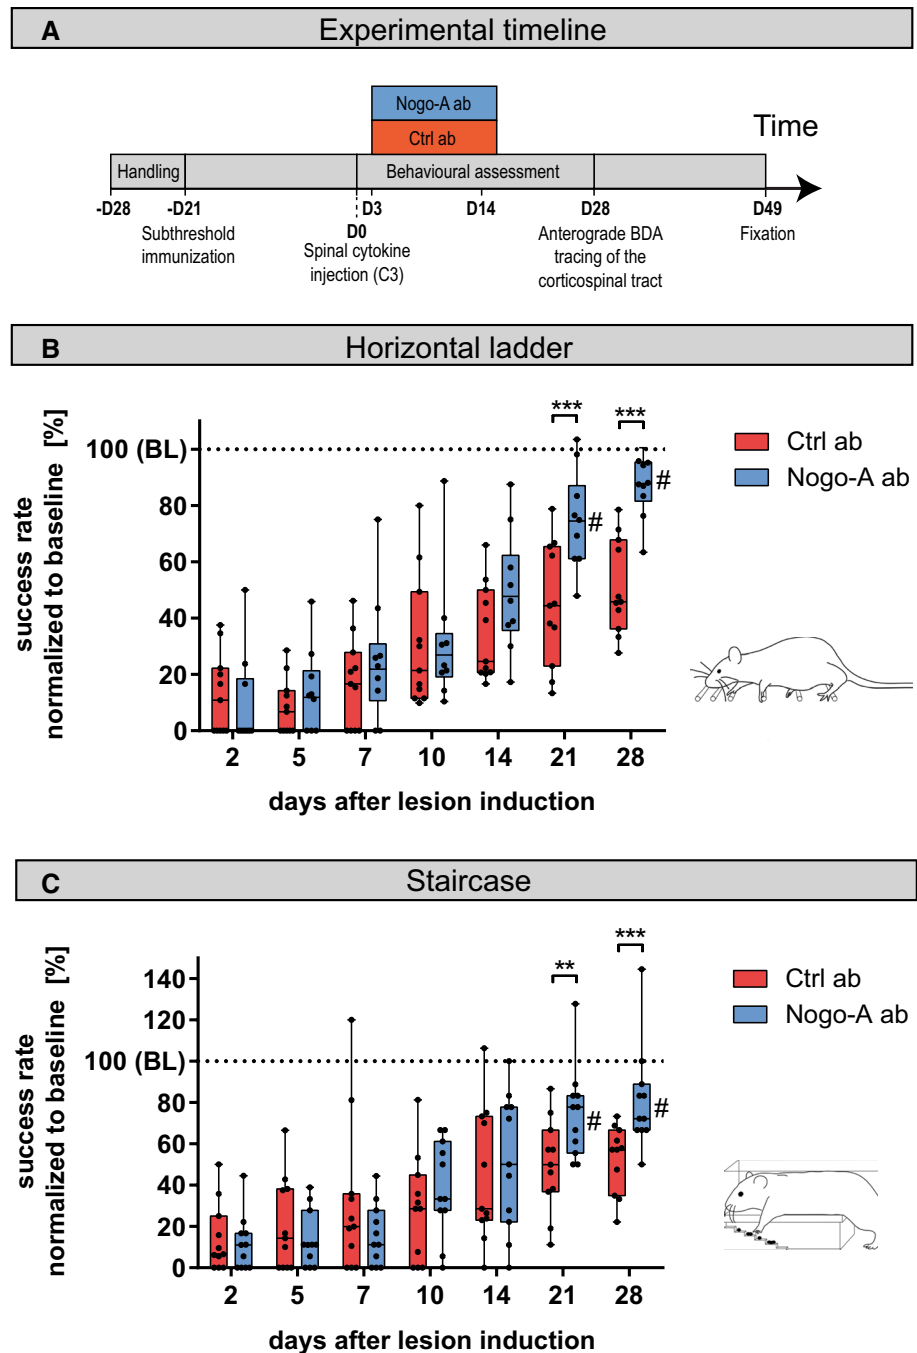 A Experimental timeline
Nogo-A ab
Ctrl ab
Time
Handling
Behavioural assessment
-D28 -D21 D3 D14 D28 D49
D0
Subthreshold
immunization
Spinal cytokine
injection (C3)
Anterograde BDA
tracing of the
corticospinal tract
Fixation
B Horizontal ladder
success rate
normalized to baseline [%]
100 (BL)
80
60
40
20
0
*** ***
# #
Ctrl ab
Nogo-A ab
2 5 7 10 14 21 28
days after lesion induction
C Staircase
success rate
normalized to baseline [%]
140
120
100 (BL)
80
60
40
20
0
** ***
# #
Ctrl ab
Nogo-A ab
2 5 7 10 14 21 28
days after lesion induction